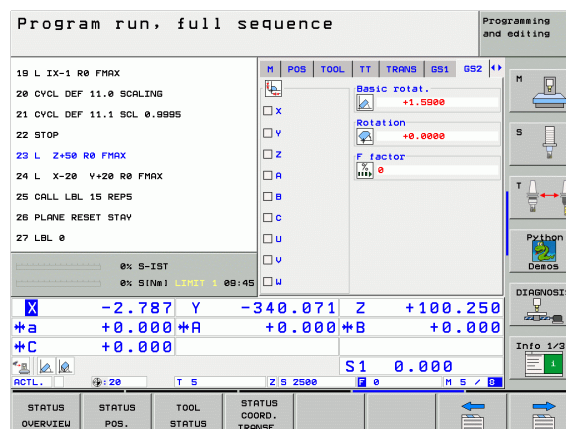 Program run, full sequence
Programming
and editing
M POS TOOL TT TRANS GS1 GS2
19 L IX-1 R0 FMAX
20 CYCL DEF 11.0 SCALING
21 CYCL DEF 11.1 SCL 0.9995
22 STOP
23 L Z+50 R0 FMAX
24 L X-20 Y+20 R0 FMAX
25 CALL LBL 15 REP5
26 PLANE RESET STAY
27 LBL 0
X
Y
Z
A
B
C
U
V
W
Basic rotat.
+1.5900
Rotation
+0.0000
F factor
%
0
0% S-IST
0% S[Nm] LIMIT 1 09:45
X -2.787 Y -340.071 Z +100.250
a +0.000 A +0.000 B +0.000
C +0.000
S1 0.000
ACTL. : 20 T 5 Z S 2500 F 0 M 5 / 8
M
S
T
Python
Demos
DIAGNOSI
Info 1/3
1
STATUS
OVERVIEW
STATUS
POS.
TOOL
STATUS
STATUS
COORD.
TRANSF.